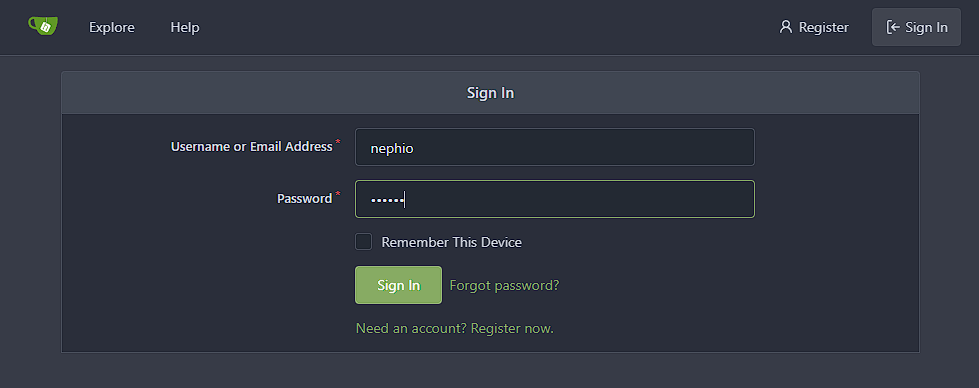 Explore Help Register Sign In
Sign In
Username or Email Address * nephio
Password * ••••••
Remember This Device
Sign In Forgot password?
Need an account? Register now.